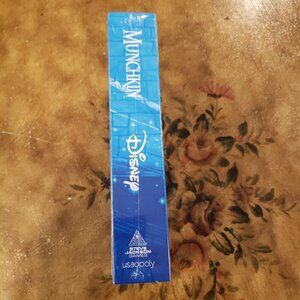 MUNCHKIN
Disney
STEVE
JACKSON
GAMES
usaopoly